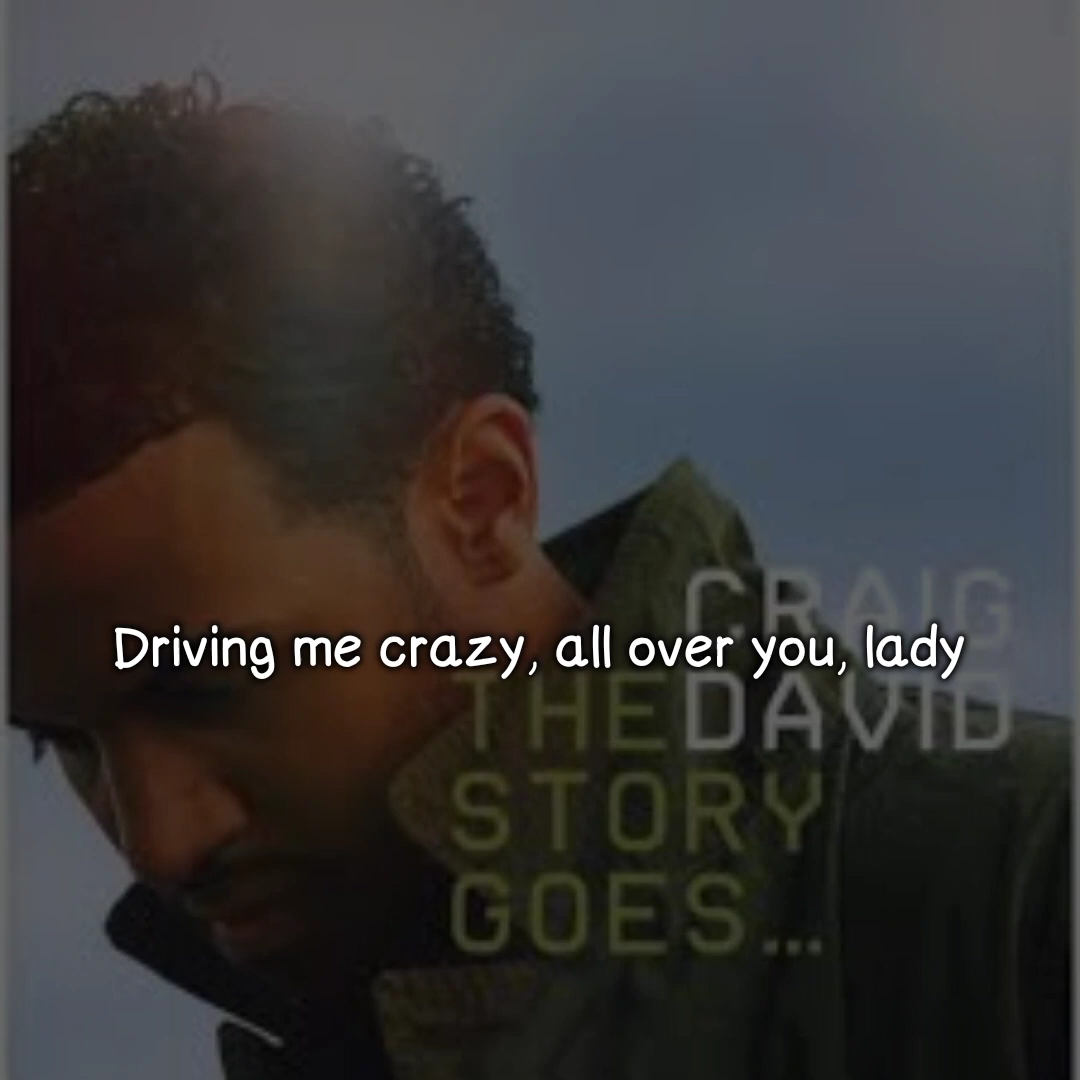 CRAIG
Driving me crazy, all over you, lady
THE DAVID
STORY
GOES...